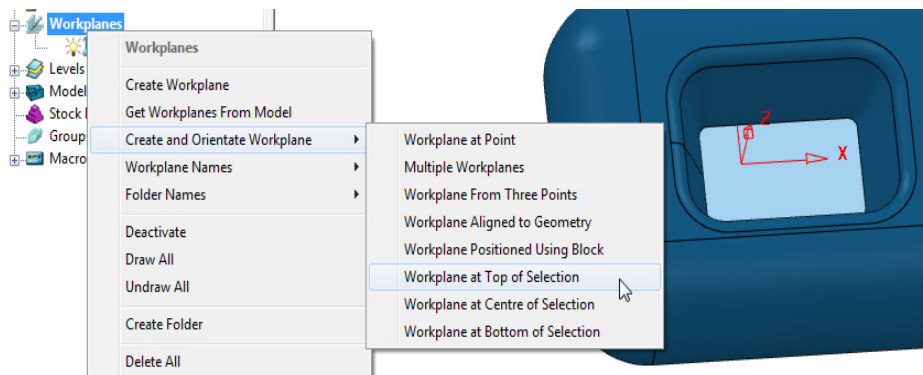 Workplanes
Levels
Model
Stock
Group
Macro
Workplanes
Create Workplane
Get Workplanes From Model
Create and Orientate Workplane
Workplane Names
Folder Names
Deactivate
Draw All
Undraw All
Create Folder
Delete All
Workplane at Point
Multiple Workplanes
Workplane From Three Points
Workplane Aligned to Geometry
Workplane Positioned Using Block
Workplane at Top of Selection
Workplane at Centre of Selection
Workplane at Bottom of Selection
Z
X